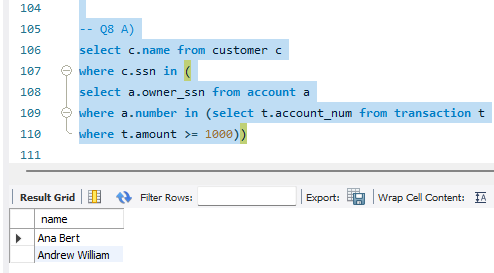 104
105 -- Q8 A)
106 select c.name from customer c
107 where c.ssn in (
108 select a.owner_ssn from account a
109 where a.number in (select t.account_num from transaction t
110 where t.amount >= 1000))
111
Result Grid Filter Rows: Export: Wrap Cell Content:
name
Ana Bert
Andrew William